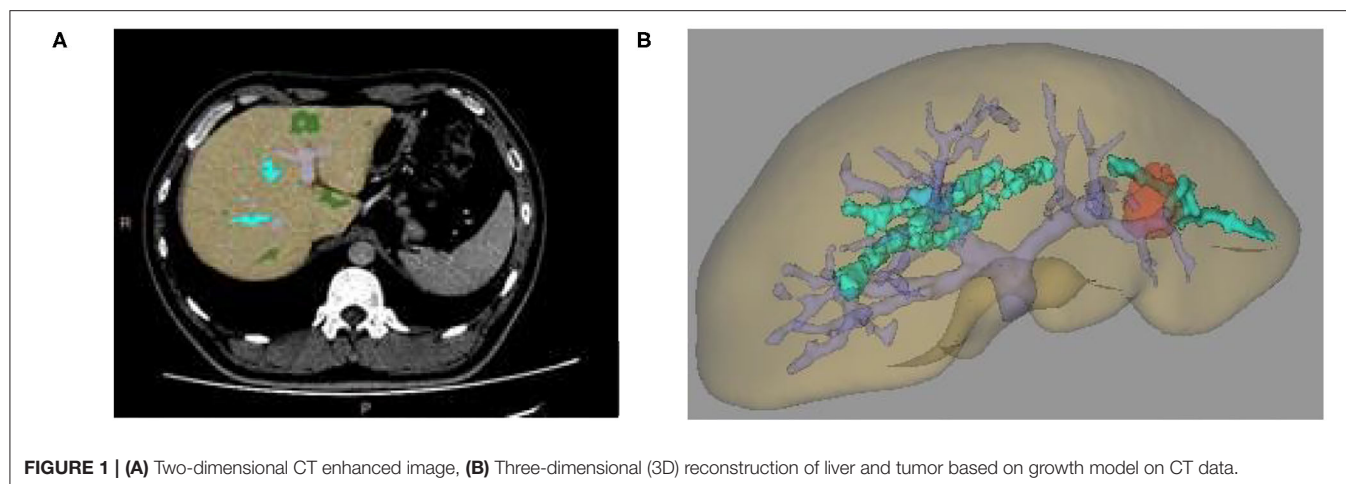 A
B
R
P
FIGURE 1 | (A) Two-dimensional CT enhanced image, (B) Three-dimensional (3D) reconstruction of liver and tumor based on growth model on CT data.